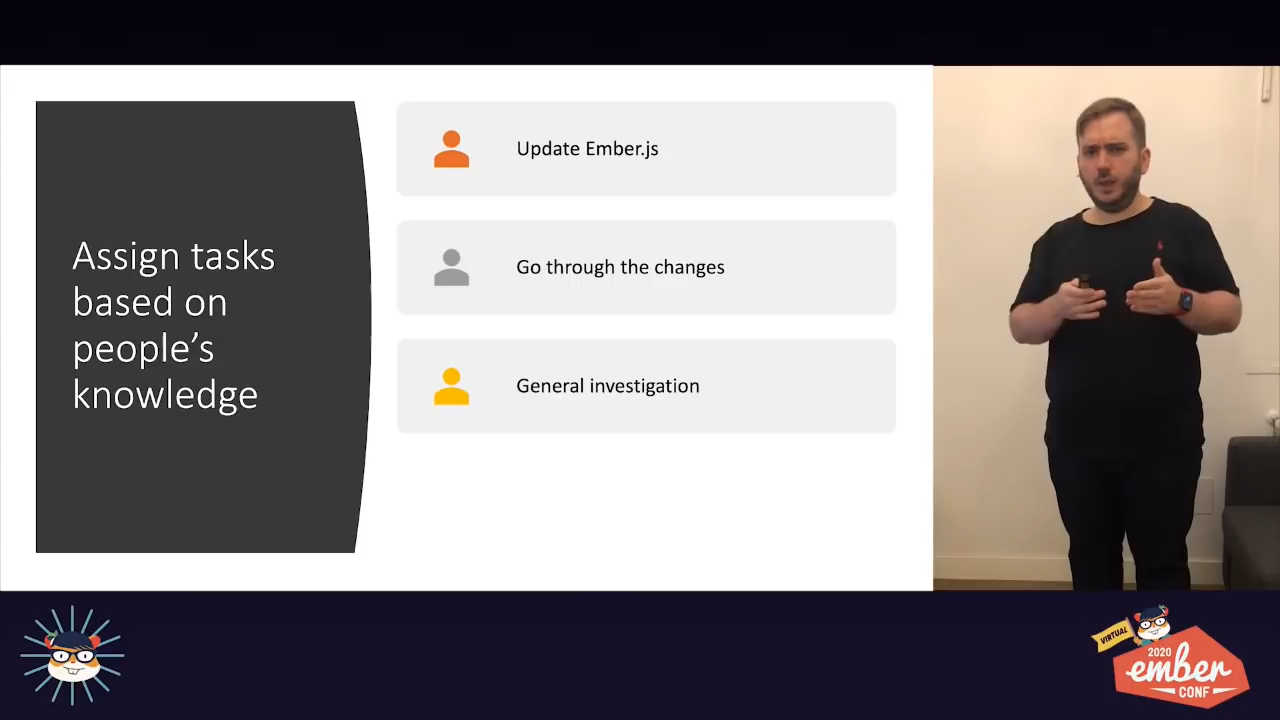 Assign tasks
based on
people's
knowledge
Update Ember.js
Go through the changes
General investigation
VIRTUAL
2020
ember
CONF